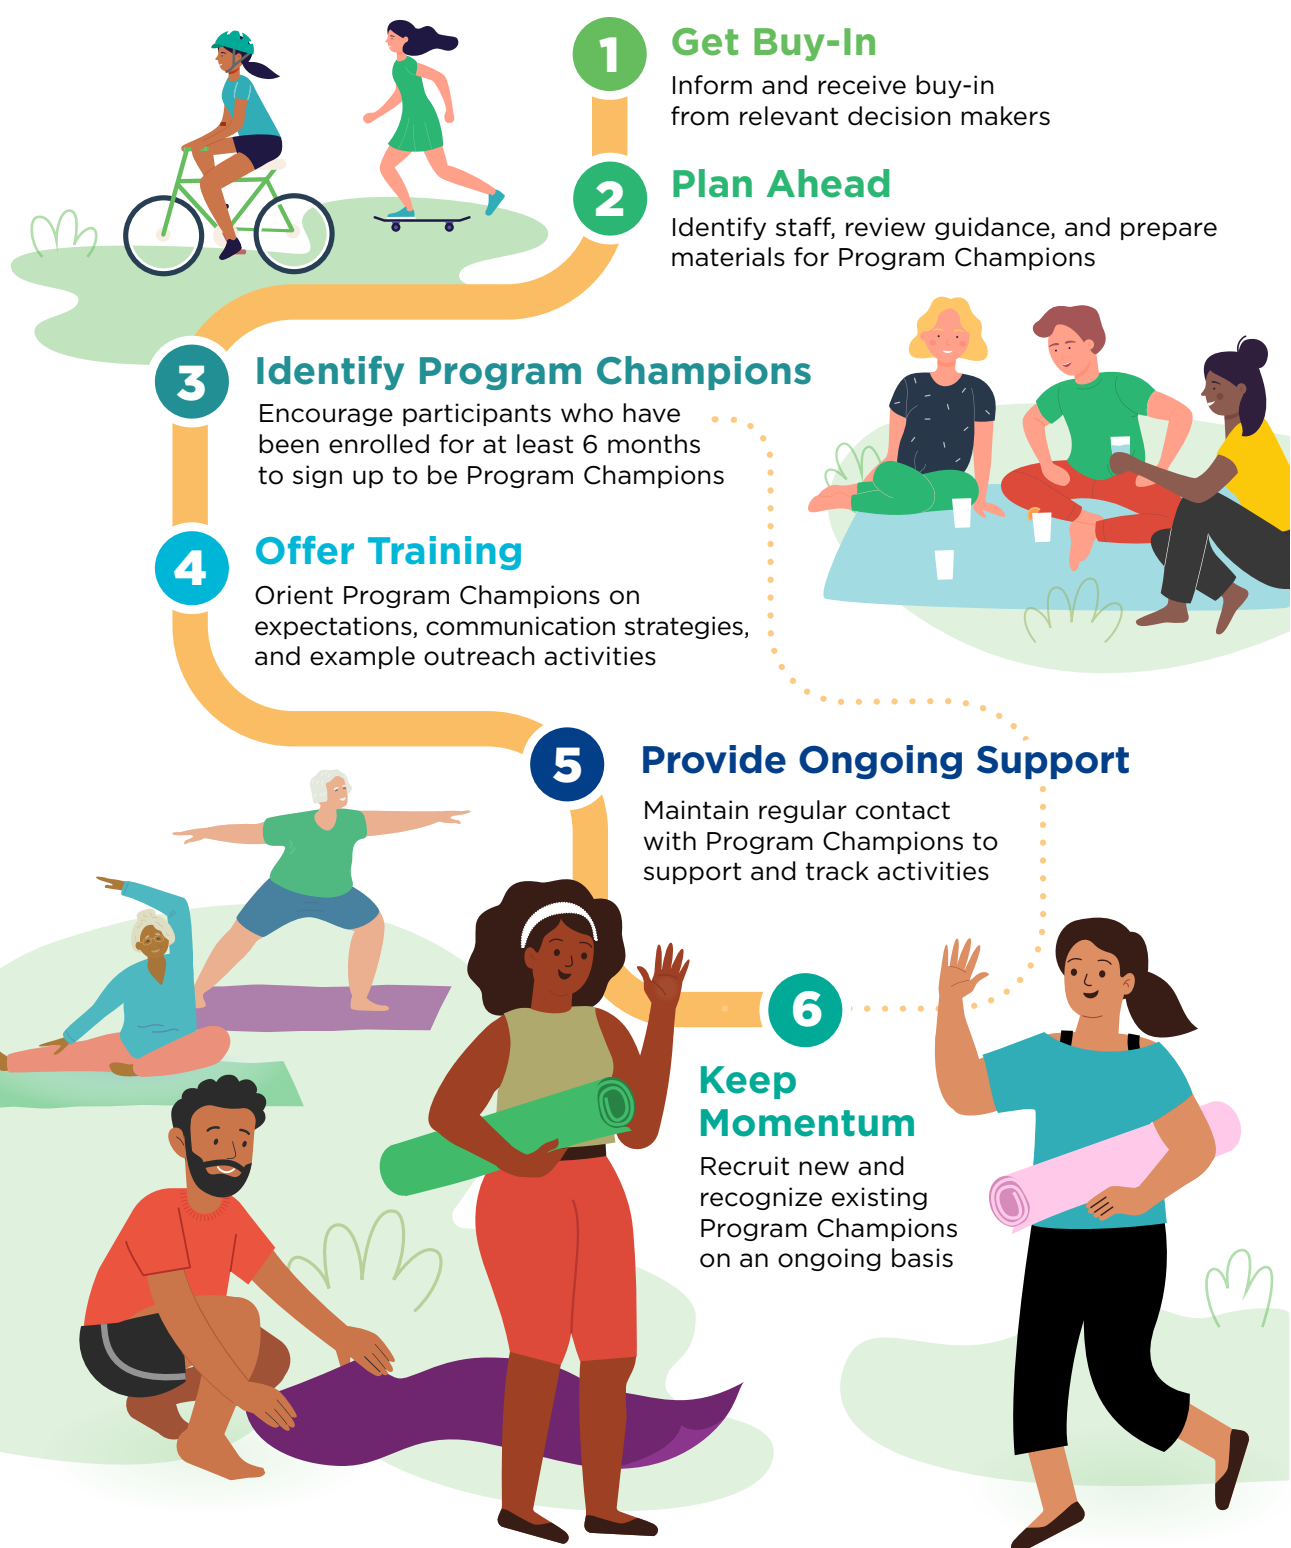 1
Get Buy-In
Inform and receive buy-in
from relevant decision makers
2
Plan Ahead
Identify staff, review guidance, and prepare
materials for Program Champions
3
Identify Program Champions
Encourage participants who have
been enrolled for at least 6 months
to sign up to be Program Champions
4
Offer Training
Orient Program Champions on
expectations, communication strategies,
and example outreach activities
5
Provide Ongoing Support
Maintain regular contact
with Program Champions to
support and track activities
6
Keep
Momentum
Recruit new and
recognize existing
Program Champions
on an ongoing basis